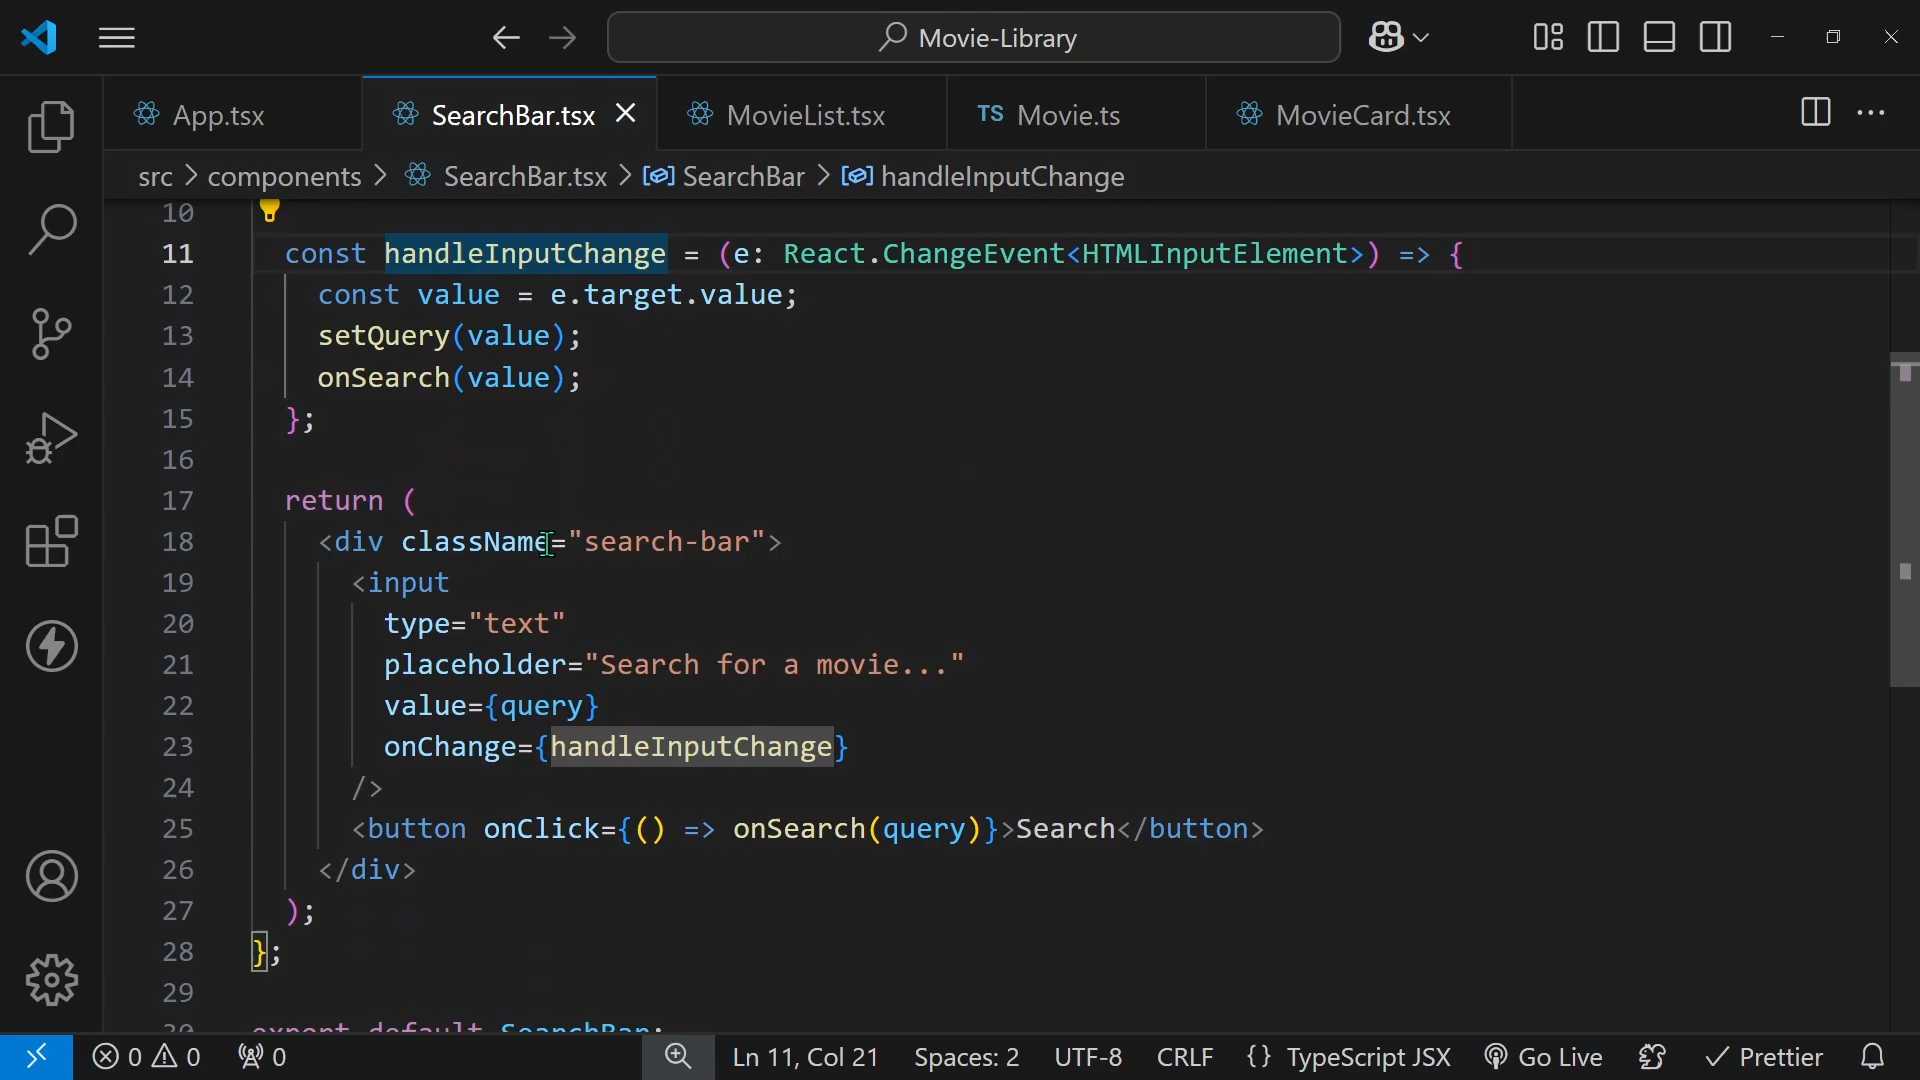 Movie-Library
App.tsx
SearchBar.tsx
MovieList.tsx
TS Movie.ts
MovieCard.tsx
src > components > SearchBar.tsx > SearchBar > handleInputChange
10
11 const handleInputChange = (e: React.ChangeEvent<HTMLInputElement>) => {
12 const value = e.target.value;
13 setQuery(value);
14 onSearch(value);
15 };
16
17 return (
18 <div className="search-bar">
19 <input
20 type="text"
21 placeholder="Search for a movie..."
22 value={query}
23 onChange={handleInputChange}
24 />
25 <button onClick={() => onSearch(query)}>Search</button>
26 </div>
27 );
28 };
29
30 export default SearchBar;
0 0 0 Ln 11, Col 21 Spaces: 2 UTF-8 CRLF {} TypeScript JSX Go Live Prettier